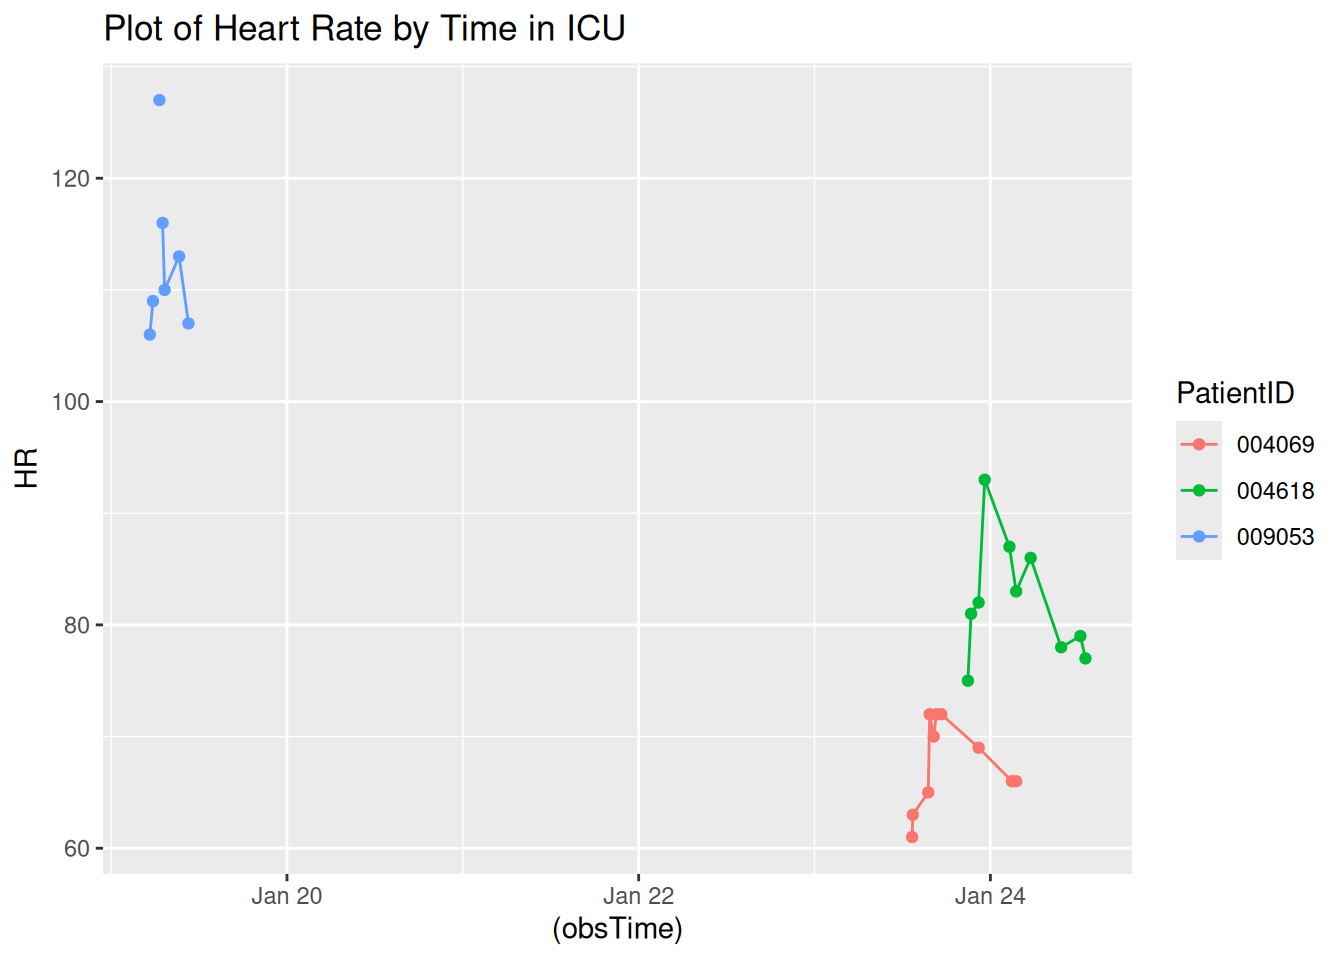 Plot of Heart Rate by Time in ICU
120
100
80
60
HR
Jan 20
Jan 22
Jan 24
(obsTime)
PatientID
004069
004618
009053